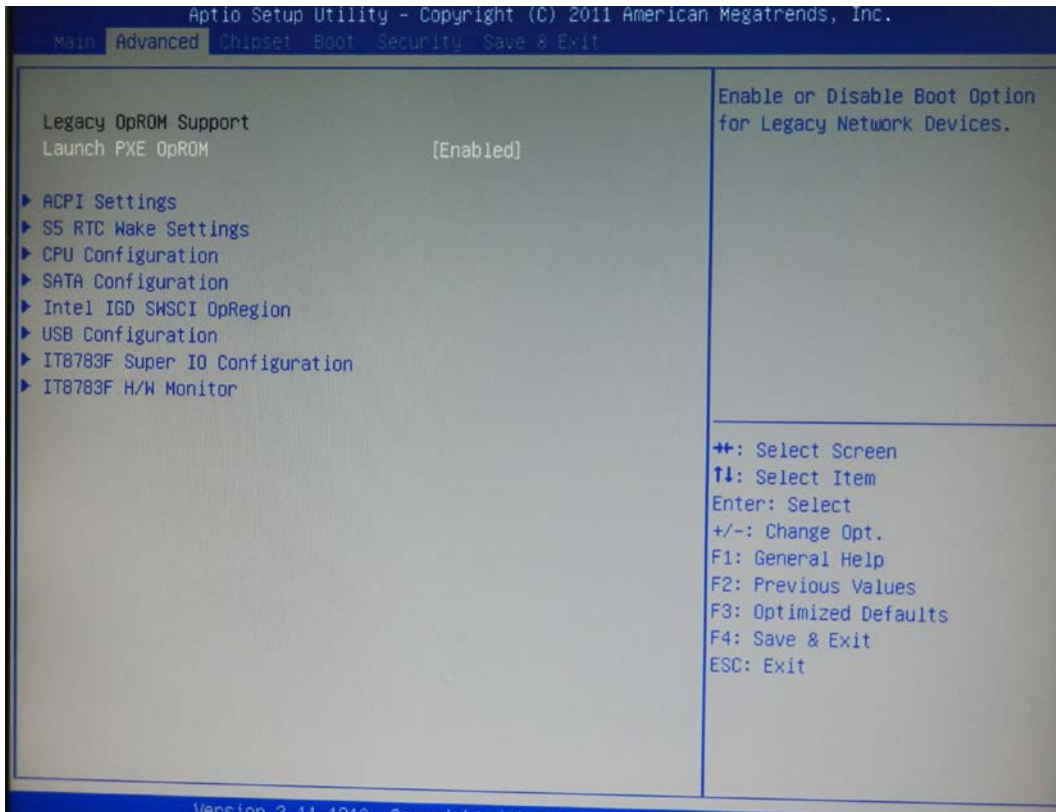 Aptio Setup Utility – Copyright (C) 2011 American Megatrends, Inc.
Main Advanced Chipset Boot Security Save & Exit
Legacy OpROM Support
Launch PXE OpROM [Enabled]
ACPI Settings
S5 RTC Wake Settings
CPU Configuration
SATA Configuration
Intel IGD SWSCI OpRegion
USB Configuration
IT8783F Super IO Configuration
IT8783F H/W Monitor
Enable or Disable Boot Option
for Legacy Network Devices.
→←: Select Screen
↑↓: Select Item
Enter: Select
+/-: Change Opt.
F1: General Help
F2: Previous Values
F3: Optimized Defaults
F4: Save & Exit
ESC: Exit
Version